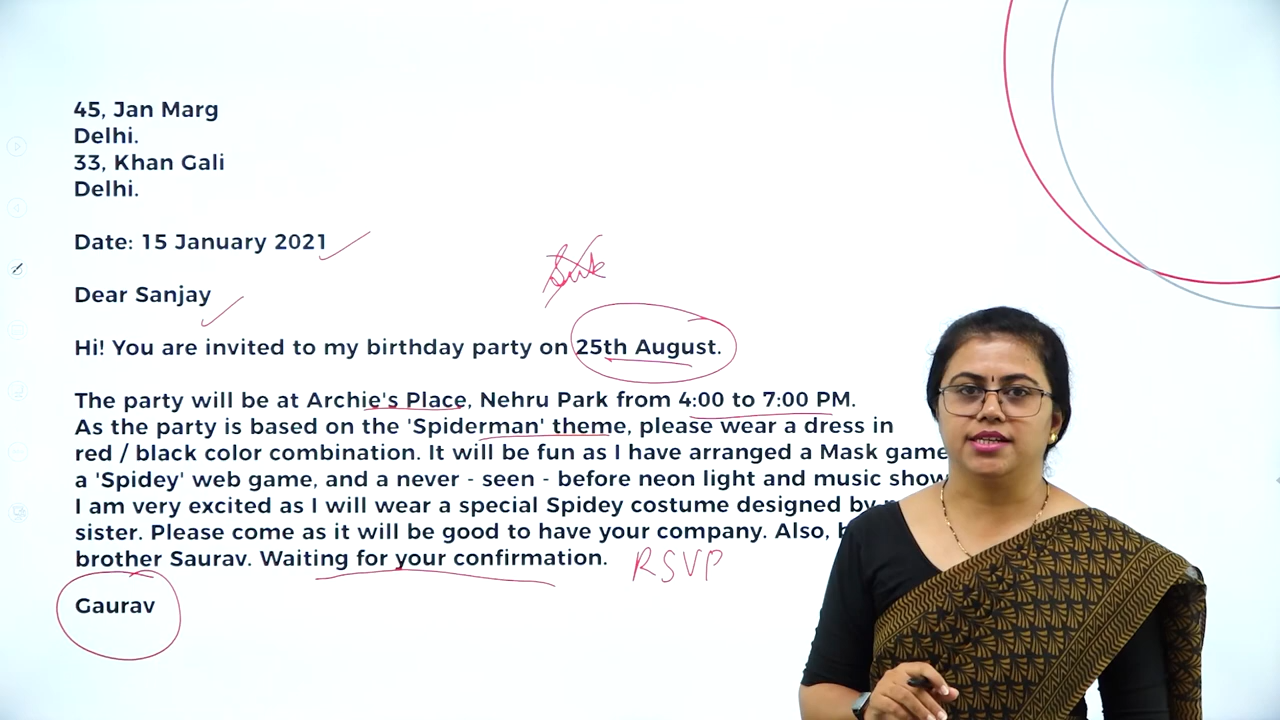 45, Jan Marg
Delhi.
33, Khan Gali
Delhi.
Date: 15 January 2021
Dear Sanjay
Hi! You are invited to my birthday party on 25th August.
The party will be at Archie's Place, Nehru Park from 4:00 to 7:00 PM.
As the party is based on the 'Spiderman' theme, please wear a dress in
red / black color combination. It will be fun as I have arranged a Mask game
a 'Spidey' web game, and a never - seen - before neon light and music show
I am very excited as I will wear a special Spidey costume designed by
sister. Please come as it will be good to have your company. Also,
brother Saurav. Waiting for your confirmation.
RSVP
Gaurav